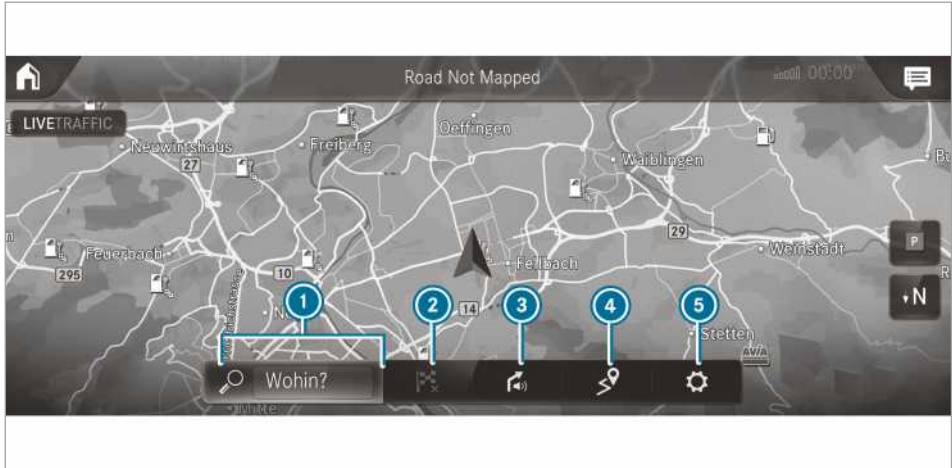 Road Not Mapped
00:00
LIVETRAFFIC
Neuwirtshaus
Freiberg
Oeffingen
Waiblingen
27
29
Feuerbach
Fellbach
Weinstadt
P
295
10
N
1
2
3
4
5
14
Stetten
AVIA
Wohin?
Mitte